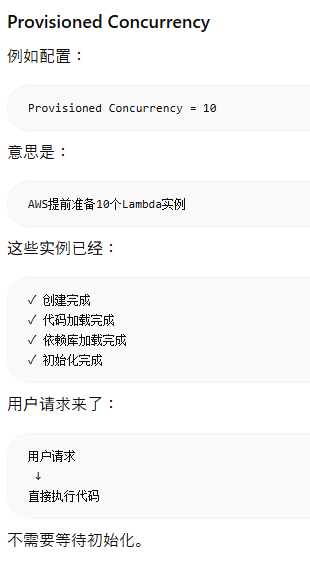 Provisioned Concurrency
例如配置：
Provisioned Concurrency = 10
意思是：
AWS提前准备10个Lambda实例
这些实例已经：
✓ 创建完成
✓ 代码加载完成
✓ 依赖库加载完成
✓ 初始化完成
用户请求来了：
用户请求
↓
直接执行代码
不需要等待初始化。